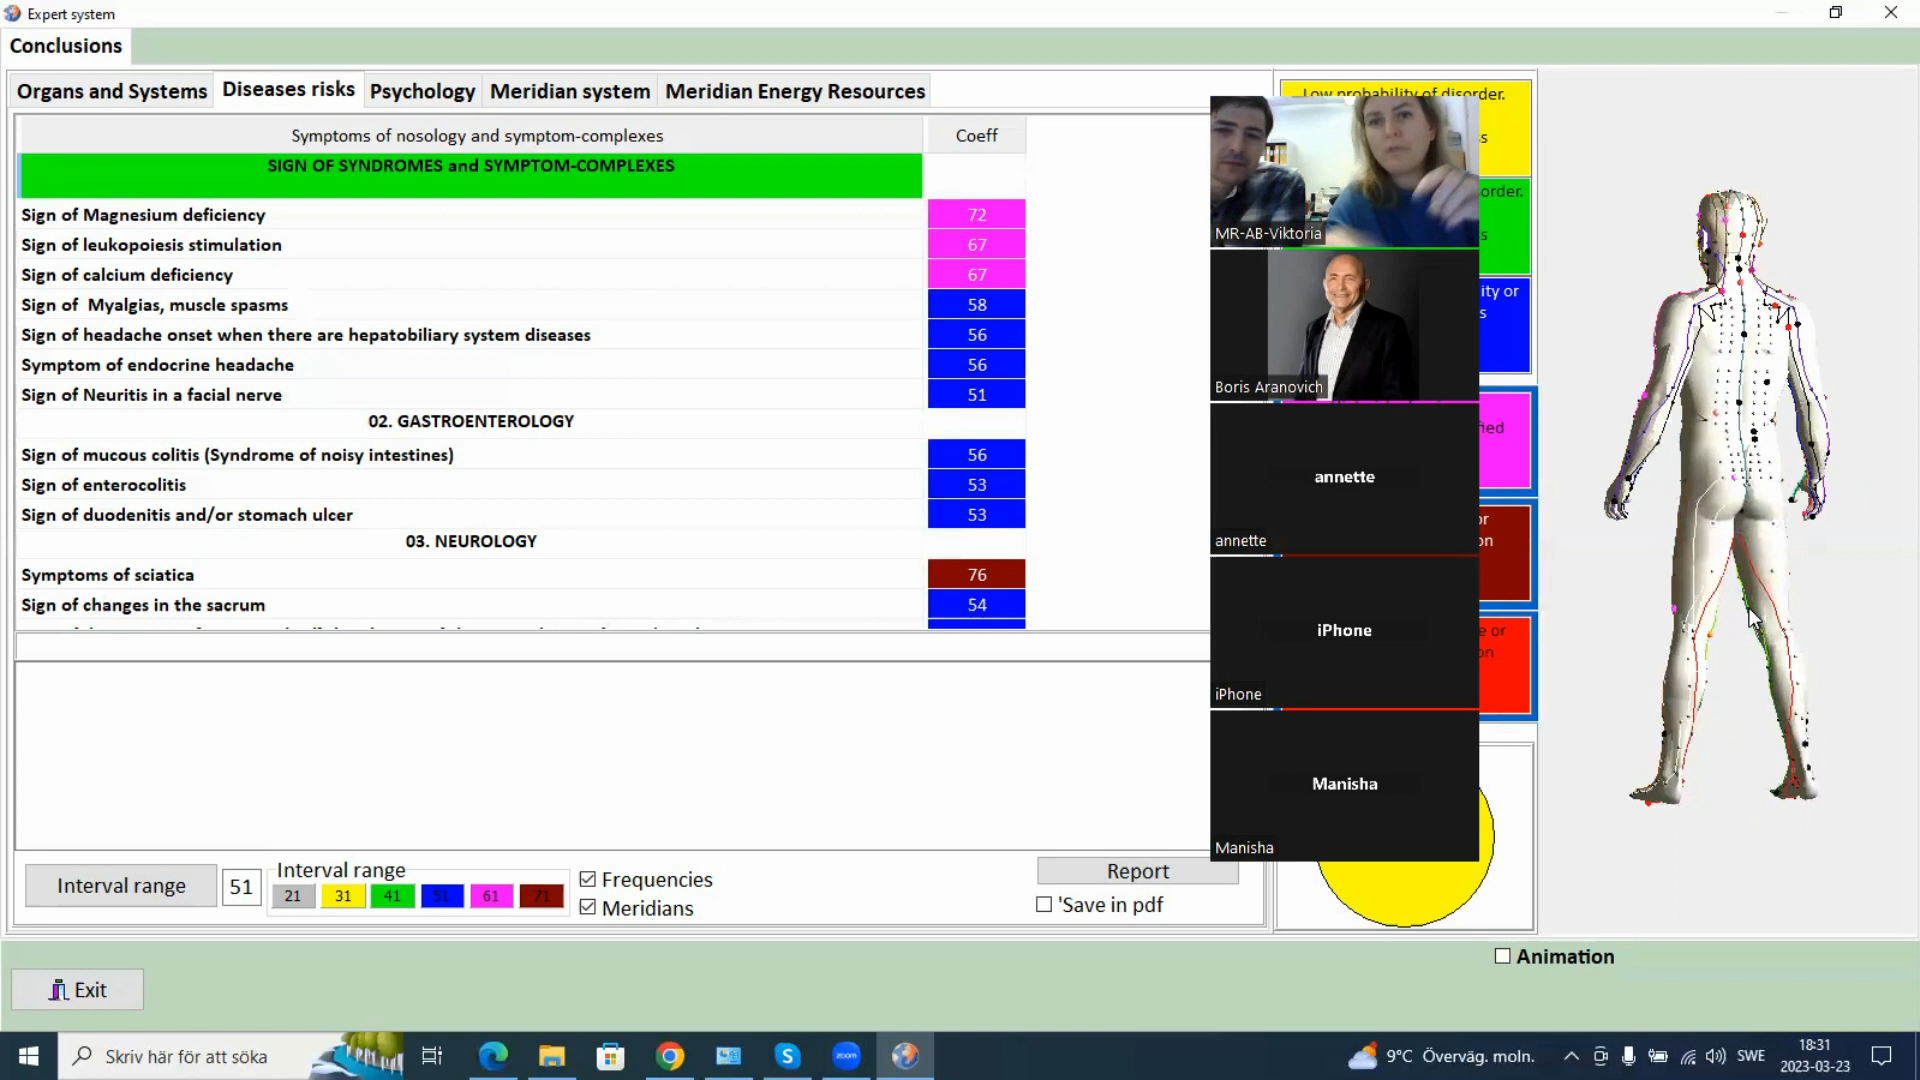 Expert system
Conclusions
Organs and Systems
Diseases risks
Psychology
Meridian system
Meridian Energy Resources
Symptoms of nosology and symptom-complexes
Coeff
SIGN OF SYNDROMES and SYMPTOM-COMPLEXES
Sign of Magnesium deficiency 72
Sign of leukopoiesis stimulation 67
Sign of calcium deficiency 67
Sign of Myalgias, muscle spasms 58
Sign of headache onset when there are hepatobiliary system diseases 56
Symptom of endocrine headache 56
Sign of Neuritis in a facial nerve 51
02. GASTROENTEROLOGY
Sign of mucous colitis (Syndrome of noisy intestines) 56
Sign of enterocolitis 53
Sign of duodenitis and/or stomach ulcer 53
03. NEUROLOGY
Symptoms of sciatica 76
Sign of changes in the sacrum 54
Low probability of disorder.
MR-AB-Viktoria
Boris Aranovich
annette
annette
iPhone
iPhone
Manisha
Manisha
Interval range 51
Interval range
21 31 41 51 61 71
Frequencies
Meridians
Report
'Save in pdf
Animation
Exit
Skriv här för att söka
zoom
9°C Överväg. moln.
SWE
18:31
2023-03-23